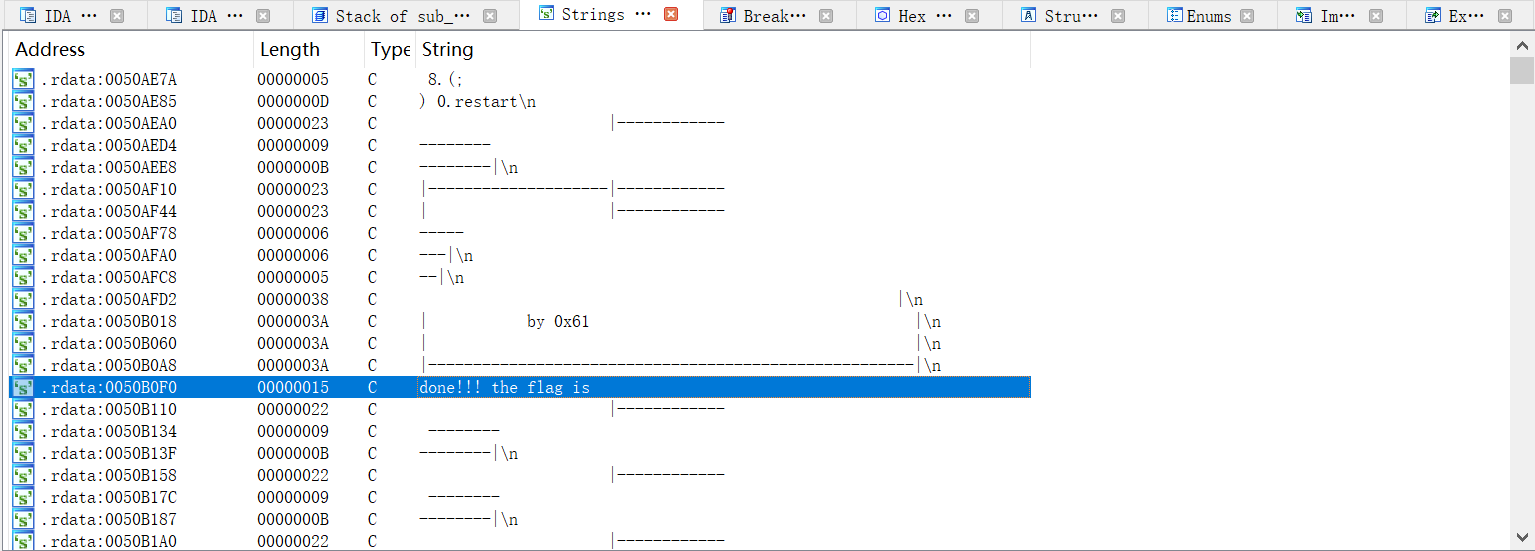 IDA ··· IDA ··· Stack of sub_··· Strings ··· Break··· Hex ··· Stru··· Enums Im··· Ex···
Address Length Type String
.rdata:0050AE7A 00000005 C 8.(;
.rdata:0050AE85 0000000D C ) 0.restart\n
.rdata:0050AEA0 00000023 C |------------
.rdata:0050AED4 00000009 C --------
.rdata:0050AEE8 0000000B C --------|\n
.rdata:0050AF10 00000023 C |--------------------|------------
.rdata:0050AF44 00000023 C | |------------
.rdata:0050AF78 00000006 C -----
.rdata:0050AFA0 00000006 C ---|\n
.rdata:0050AFC8 00000005 C --|\n
.rdata:0050AFD2 00000038 C |\n
.rdata:0050B018 0000003A C | by 0x61 |\n
.rdata:0050B060 0000003A C | |\n
.rdata:0050B0A8 0000003A C |------------------------------------------------------|\n
.rdata:0050B0F0 00000015 C done!!! the flag is
.rdata:0050B110 00000022 C |------------
.rdata:0050B134 00000009 C --------
.rdata:0050B13F 0000000B C --------|\n
.rdata:0050B158 00000022 C |------------
.rdata:0050B17C 00000009 C --------
.rdata:0050B187 0000000B C --------|\n
.rdata:0050B1A0 00000022 C |------------